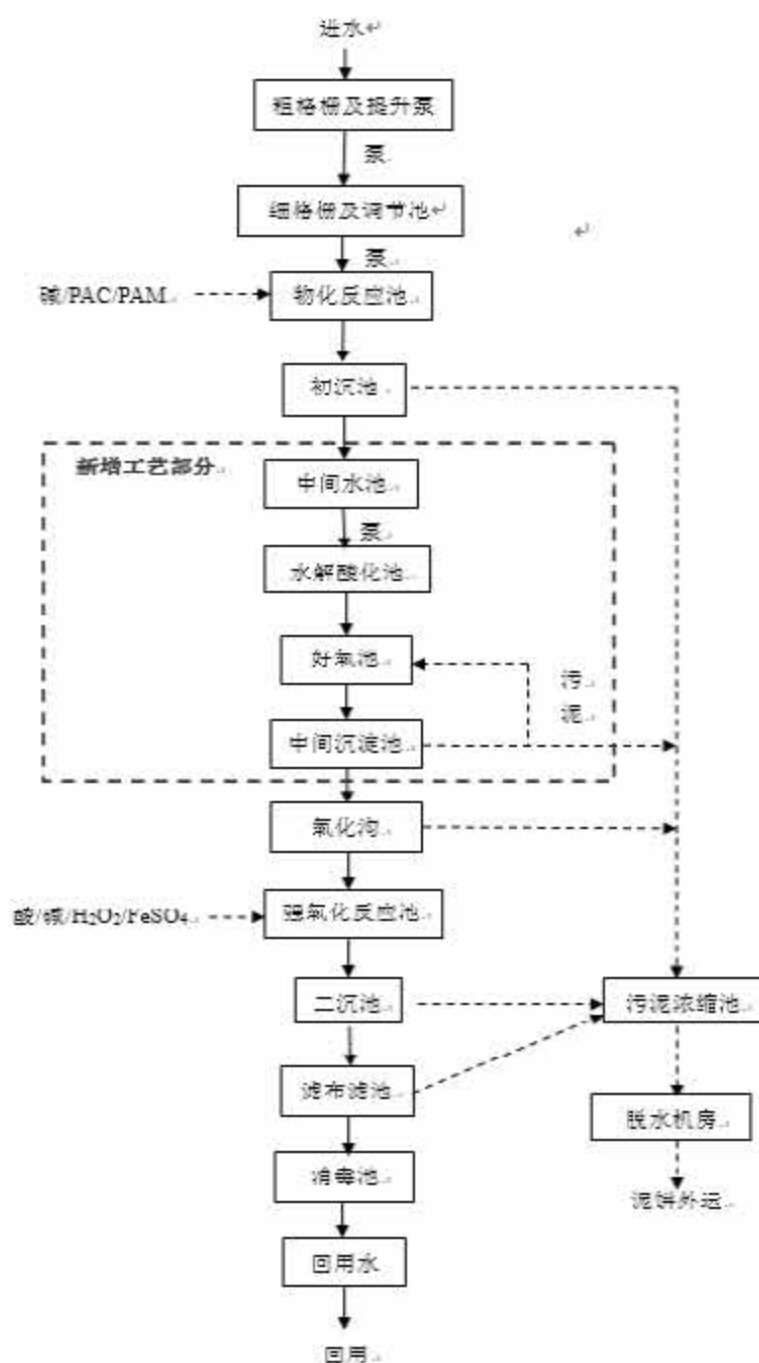 进水
粗格栅及提升泵
泵
细格栅及调节池
泵
碱/PAC/PAM
物化反应池
初沉池
新增工艺部分
中间水池
泵
水解酸化池
好氧池
污
泥
中间沉淀池
氧化沟
酸/碱/H₂O₂/FeSO₄
强氧化反应池
二沉池
污泥浓缩池
滤布滤池
脱水机房
消毒池
泥饼外运
回用水
回用